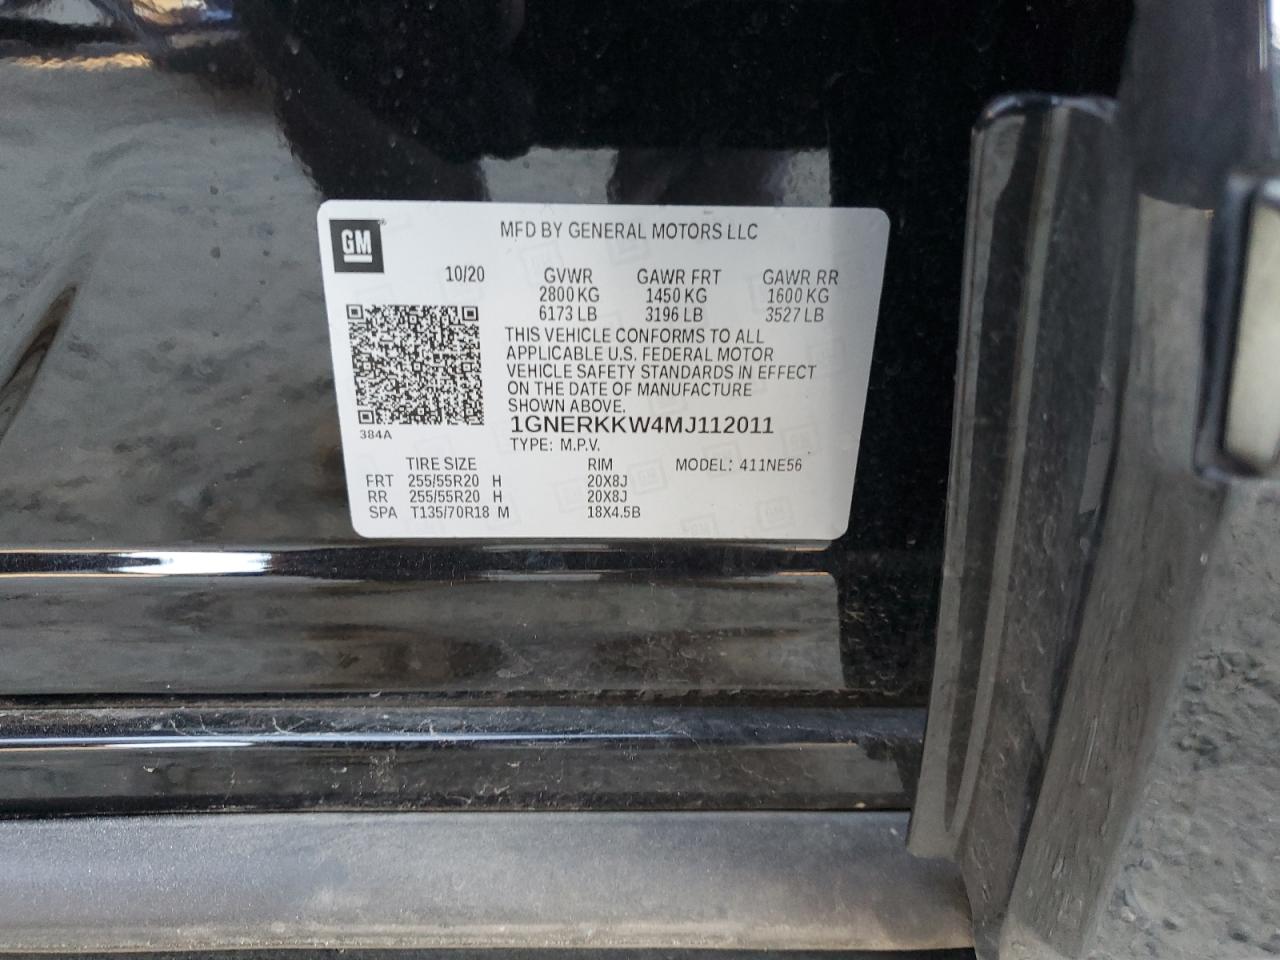 GM
MFD BY GENERAL MOTORS LLC
10/20 GVWR GAWR FRT GAWR RR
2800 KG 1450 KG 1600 KG
6173 LB 3196 LB 3527 LB
THIS VEHICLE CONFORMS TO ALL
APPLICABLE U.S. FEDERAL MOTOR
VEHICLE SAFETY STANDARDS IN EFFECT
ON THE DATE OF MANUFACTURE
SHOWN ABOVE.
1GNERKKW4MJ112011
384A
TYPE: M.P.V.
TIRE SIZE RIM MODEL: 411NE56
FRT 255/55R20 H 20X8J
RR 255/55R20 H 20X8J
SPA T135/70R18 M 18X4.5B